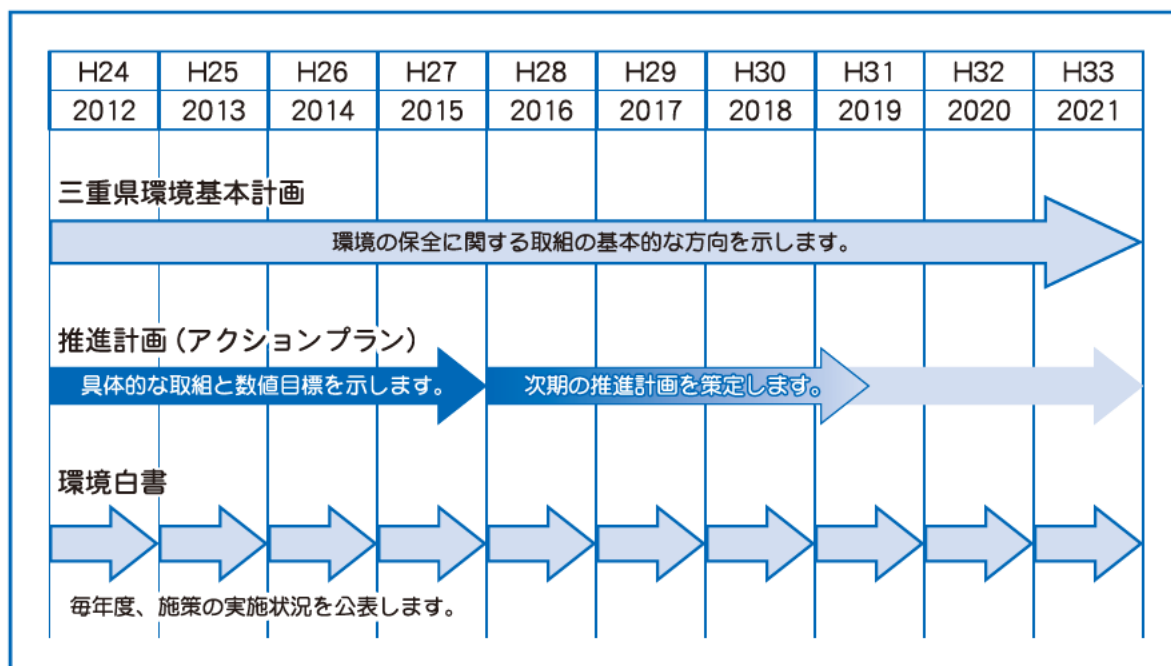 H24 H25 H26 H27 H28 H29 H30 H31 H32 H33
2012 2013 2014 2015 2016 2017 2018 2019 2020 2021
三重県環境基本計画
環境の保全に関する取組の基本的な方向を示します。
推進計画(アクションプラン)
具体的な取組と数値目標を示します。 次期の推進計画を策定します。
環境白書
毎年度、施策の実施状況を公表します。